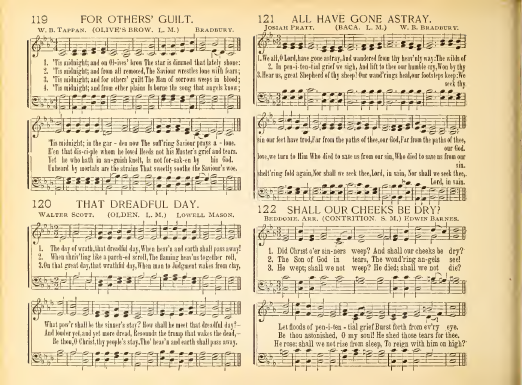 119 FOR OTHERS' GUILT.
W. B. TAPPAN. (OLIVE'S BROW. L. M.) BRADBURY.
1. 'Tis midnight; and on Olives' brow The star is dimmed that lately shone:
2. 'Tis midnight; and from all removed, The Saviour wrestles lone with fears;
3. 'Tis midnight; and for others' guilt The Man of sorrows weeps in blood;
4. 'Tis midnight; and from ether plains Is borne the song that angels know;
'Tis midnight; in the gar - den now The suff'ring Saviour prays a - lone.
E'en that dis-ciple whom he loved Heeds not his Master's grief and tears.
Yet he who hath in an-guish knelt, Is not for-sak-en by his God.
Unheard by mortals are the strains That sweetly soothe the Saviour's woe.
120 THAT DREADFUL DAY.
WALTER SCOTT. (OLDEN. L. M.) LOWELL MASON.
1. The day of wrath, that dreadful day, When heav'n and earth shall pass away!
2. When shriv'ling like a parch-ed scroll, The flaming heav'ns together roll,
3. On that great day, that wrathful day, When man to Judgment wakes from clay,
What pow'r shall be the sinner's stay? How shall he meet that dreadful day?—
And louder yet, and yet more dread, Resounds the trump that wakes the dead,—
Be thou, O Christ, thy people's stay, Tho' heav'n and earth shall pass away.
121 ALL HAVE GONE ASTRAY.
JOSIAH PRATT. (BACA. L. M.) W. B. BRADBURY.
1. We all, O Lord, have gone astray, And wandered from thy heav'nly way: The wilds of
2. In pen-i-ten-tial grief we sigh, And lift to thee our humble cry, Won by thy
3. Hear us, great Shepherd of thy sheep! Our wand'rings heal, our footsteps keep: We
seek thy
sin our feet have trod, Far from the paths of thee, our God, Far from the paths of thee,
our God.
love, we turn to Him Who died to save us from our sin, Who died to save us from our
sin.
shelt'ring fold again, Nor shall we seek thee, Lord, in vain, Nor shall we seek thee,
Lord, in vain.
122 SHALL OUR CHEEKS BE DRY?
BEDDOME, ARR. (CONTRITION. S. M.) EDWIN BARNES.
1. Did Christ o'er sin-ners weep? And shall our cheeks be dry?
2. The Son of God in tears, The wond'ring an-gels see!
3. He wept; shall we not weep? He died; shall we not die?
Let floods of pen-i-ten - tial grief Burst forth from ev'ry eye.
Be thou astonished, O my soul! He shed those tears for thee.
He rose; shall we not rise from sleep, To reign with him on high?